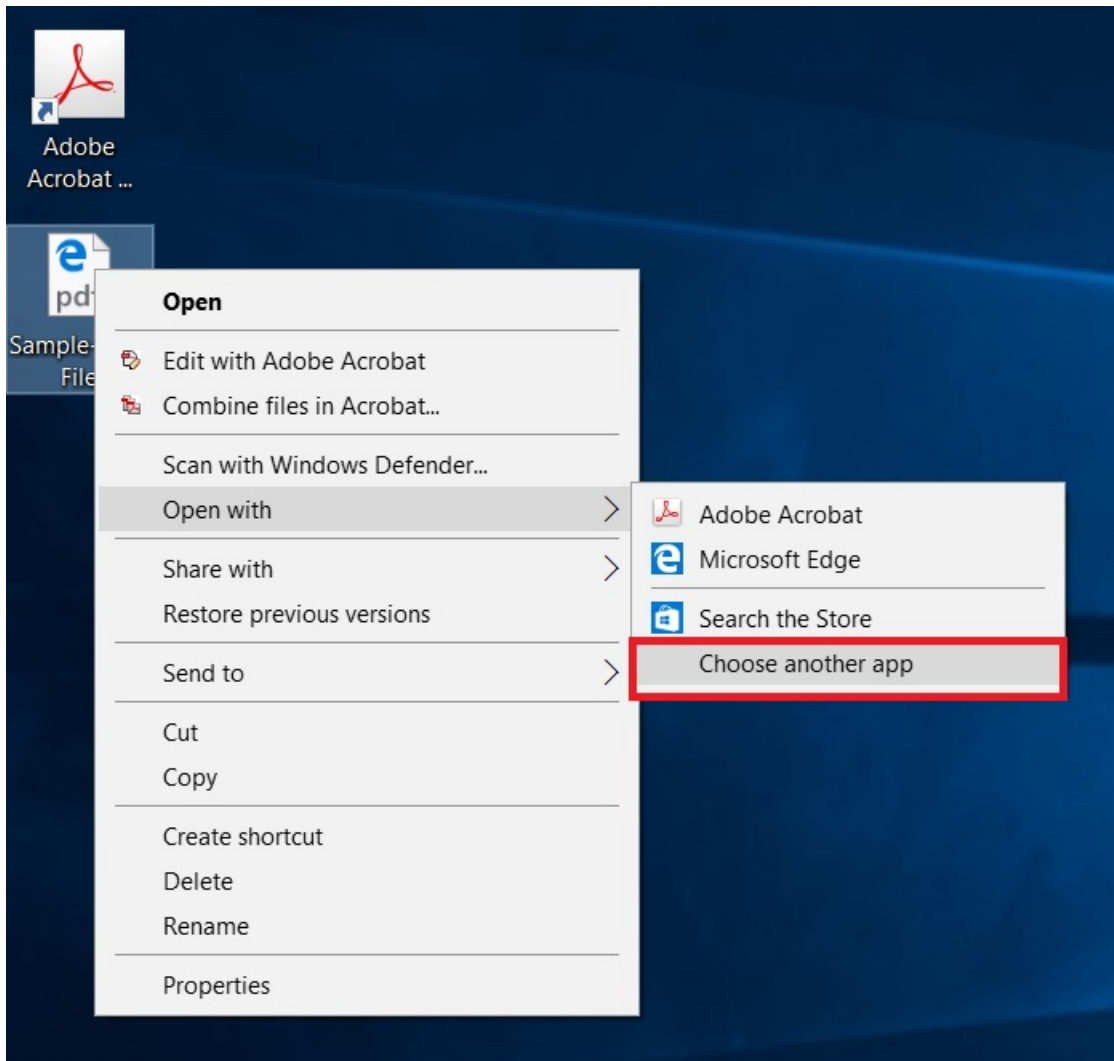 Adobe
Acrobat ...
pd
Sample-
File
Open
Edit with Adobe Acrobat
Combine files in Acrobat...
Scan with Windows Defender...
Open with
Share with
Restore previous versions
Send to
Cut
Copy
Create shortcut
Delete
Rename
Properties
Adobe Acrobat
Microsoft Edge
Search the Store
Choose another app